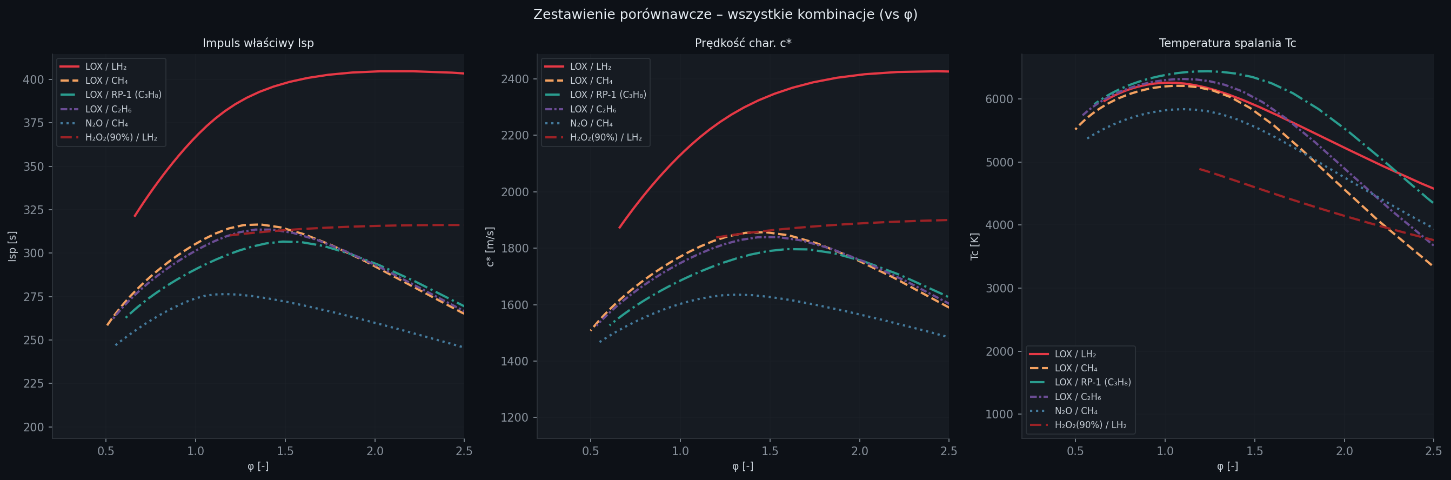 Zestawienie porównawcze – wszystkie kombinacje (vs φ)
Impuls właściwy Isp
LOX / LH₂
LOX / CH₄
LOX / RP-1 (C₃H₈)
LOX / C₂H₆
N₂O / CH₄
H₂O₂(90%) / LH₂
Isp [s]
400
375
350
325
300
275
250
225
200
0.5
1.0
1.5
2.0
2.5
φ [-]
Prędkość char. c*
LOX / LH₂
LOX / CH₄
LOX / RP-1 (C₃H₈)
LOX / C₂H₆
N₂O / CH₄
H₂O₂(90%) / LH₂
c* [m/s]
2400
2200
2000
1800
1600
1400
1200
0.5
1.0
1.5
2.0
2.5
φ [-]
Temperatura spalania Tc
Tc [K]
6000
5000
4000
3000
2000
1000
LOX / LH₂
LOX / CH₄
LOX / RP-1 (C₃H₈)
LOX / C₂H₆
N₂O / CH₄
H₂O₂(90%) / LH₂
0.5
1.0
1.5
2.0
2.5
φ [-]